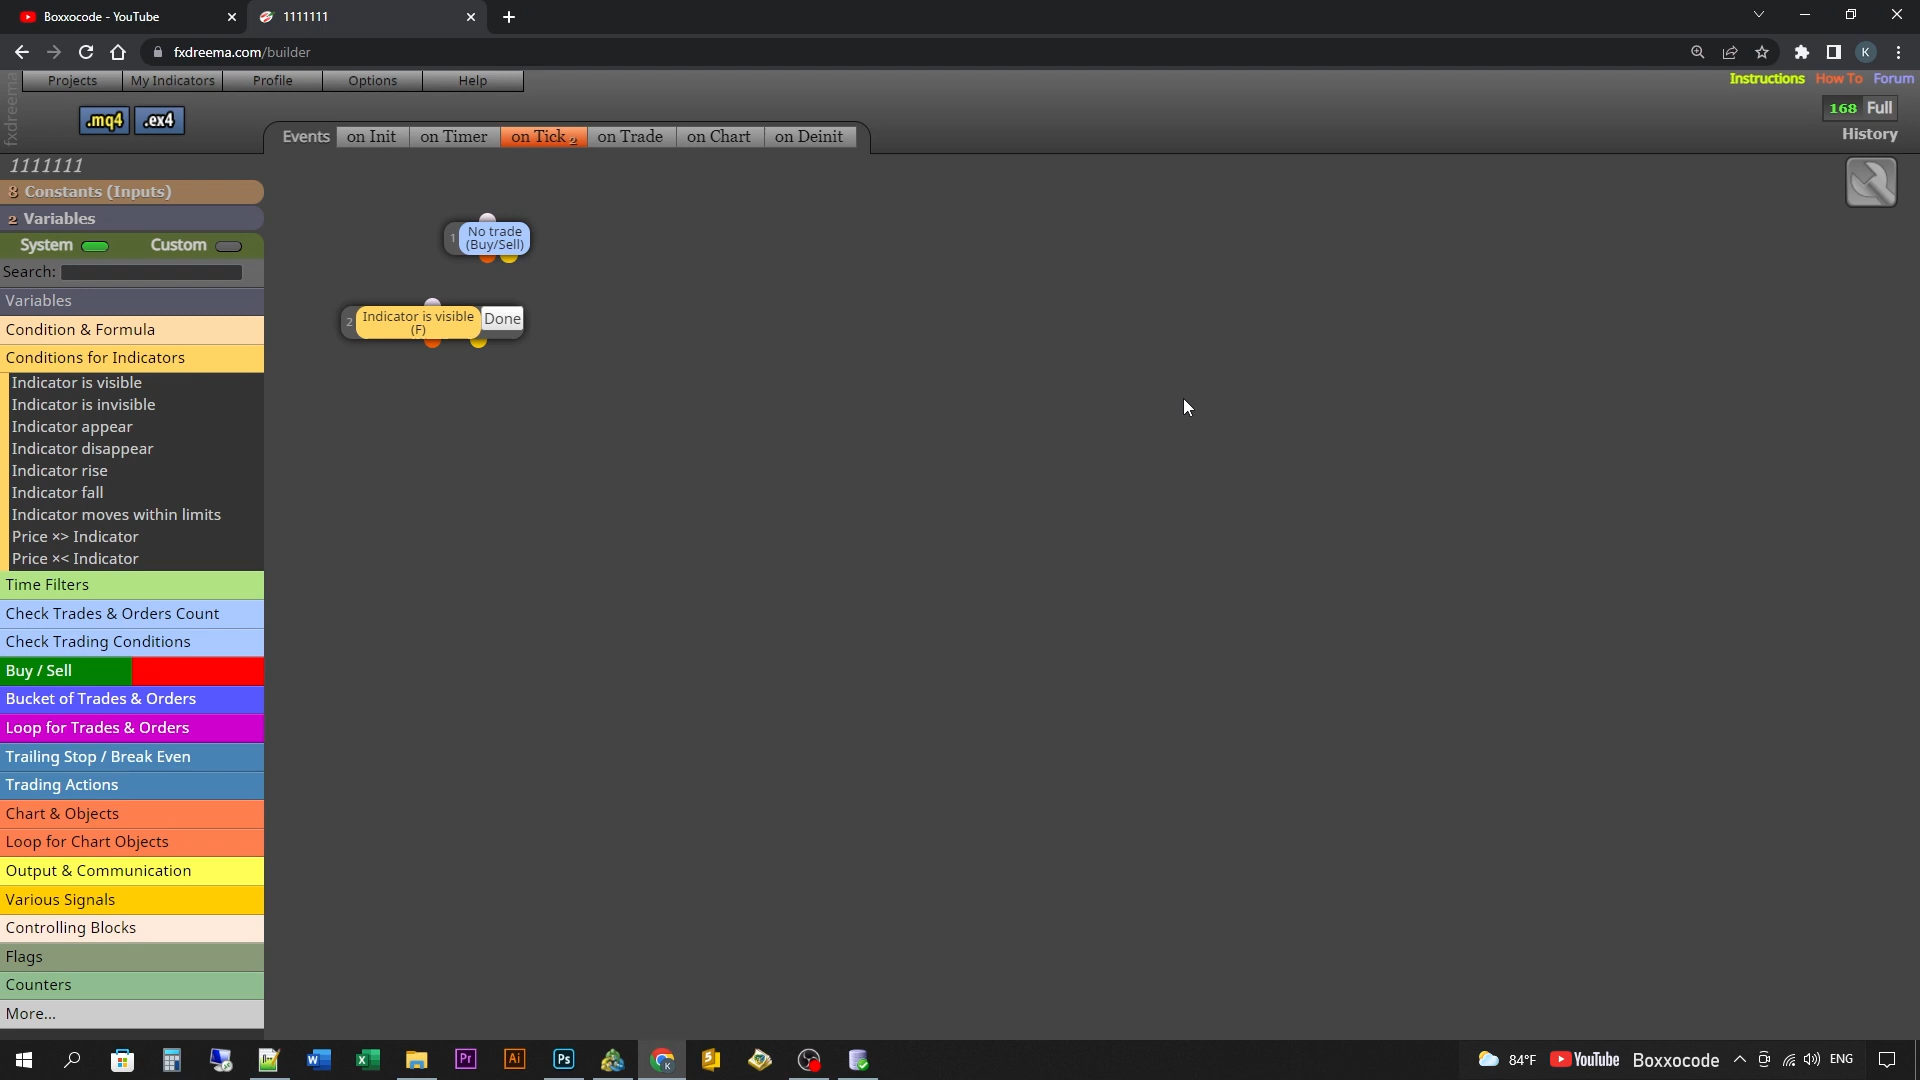 Boxxocode - YouTube
1111111
fxdreema.com/builder
K
Projects
My Indicators
Profile
Options
Help
Instructions How To Forum
fxdreema
.mq4 .ex4
168 Full
Events on Init on Timer on Tick 2 on Trade on Chart on Deinit
History
1111111
8 Constants (Inputs)
2 Variables
System Custom
Search:
Variables
Condition & Formula
Conditions for Indicators
Indicator is visible
Indicator is invisible
Indicator appear
Indicator disappear
Indicator rise
Indicator fall
Indicator moves within limits
Price ×> Indicator
Price ×< Indicator
Time Filters
Check Trades & Orders Count
Check Trading Conditions
Buy / Sell
Bucket of Trades & Orders
Loop for Trades & Orders
Trailing Stop / Break Even
Trading Actions
Chart & Objects
Loop for Chart Objects
Output & Communication
Various Signals
Controlling Blocks
Flags
Counters
More...
1 No trade
(Buy/Sell)
2 Indicator is visible
(F)
Done
W X Pr Ai Ps K 5
84°F YouTube Boxxocode ENG